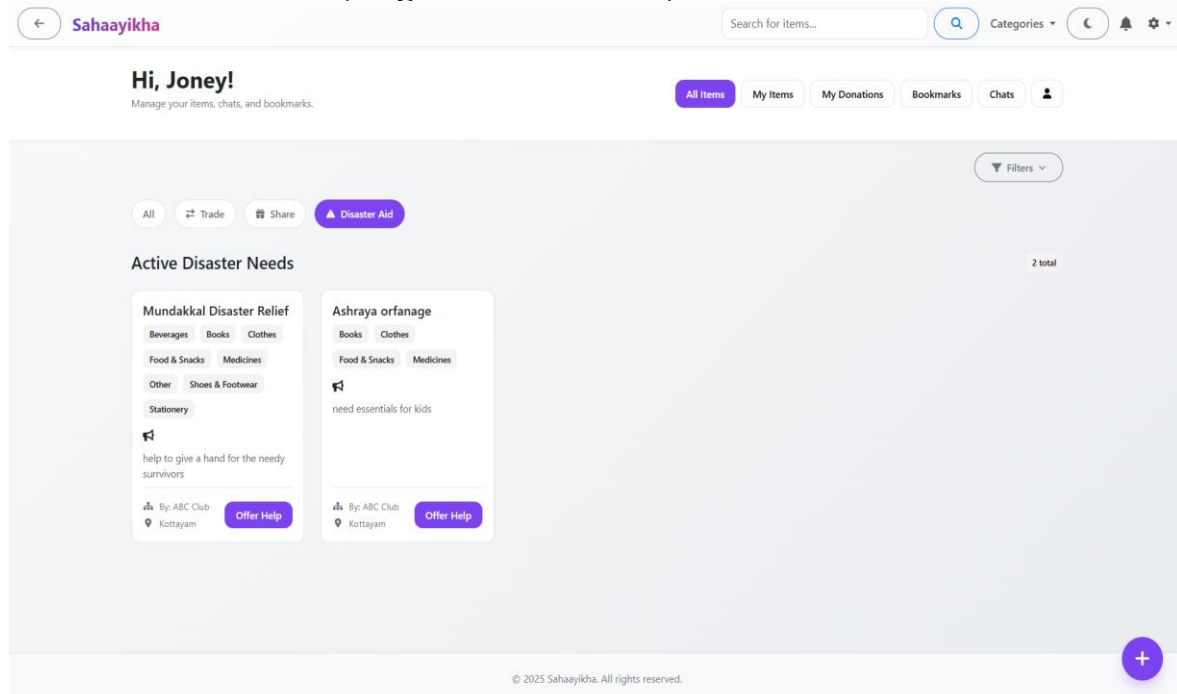 Sahaayikha
Search for items...
Categories
Hi, Joney!
Manage your items, chats, and bookmarks.
All Items
My Items
My Donations
Bookmarks
Chats
Filters
All
Trade
Share
Disaster Aid
Active Disaster Needs
2 total
Mundakkal Disaster Relief
Beverages Books Clothes
Food & Snacks Medicines
Other Shoes & Footwear
Stationery
help to give a hand for the needy
surrvivors
By: ABC Club
Kottayam
Offer Help
Ashraya orfanage
Books Clothes
Food & Snacks Medicines
need essentials for kids
By: ABC Club
Kottayam
Offer Help
© 2025 Sahaayikha. All rights reserved.